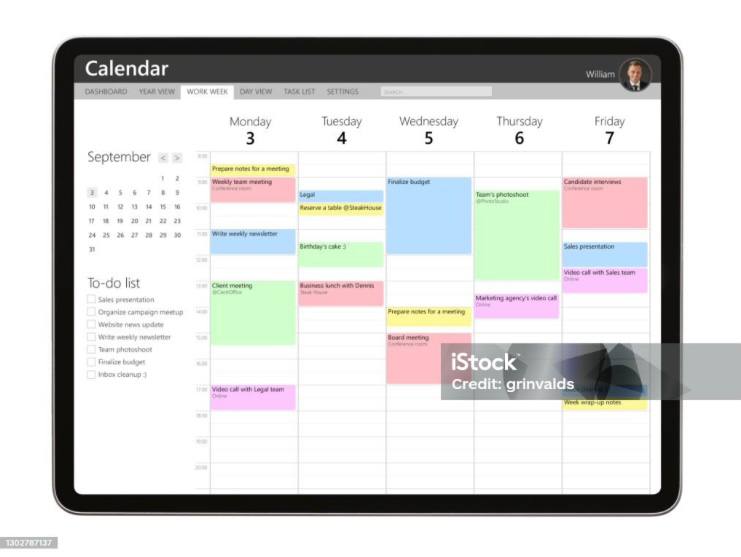 Calendar
William
DASHBOARD YEAR VIEW WORK WEEK DAY VIEW TASK LIST SETTINGS
Monday Tuesday Wednesday Thursday Friday
3 4 5 6 7
September < >
1 2
3 4 5 6 7 8 9
10 11 12 13 14 15 16
17 18 19 20 21 22 23
24 25 26 27 28 29 30
31
To-do list
Sales presentation
Organize campaign meetup
Website news update
Write weekly newsletter
Team photoshoot
Finalize budget
Inbox cleanup :)
8:00
9:00
10:00
11:00
12:00
13:00
14:00
15:00
16:00
17:00
18:00
19:00
20:00
Prepare notes for a meeting
Weekly team meeting
Conference room
Write weekly newsletter
Client meeting
Video call with Legal team
Online
Legal
Reserve a table @SteakHouse
Birthday's cake :)
Business lunch with Dennis
Steak House
Finalize budget
Prepare notes for a meeting
Board meeting
Conference room
Team's photoshoot
@PhotoStudio
Marketing agency's video call
Online
Candidate interviews
Conference room
Sales presentation
Video call with Sales team
Online
Week wrap-up notes
iStock
Credit: grinvalds
1302787137